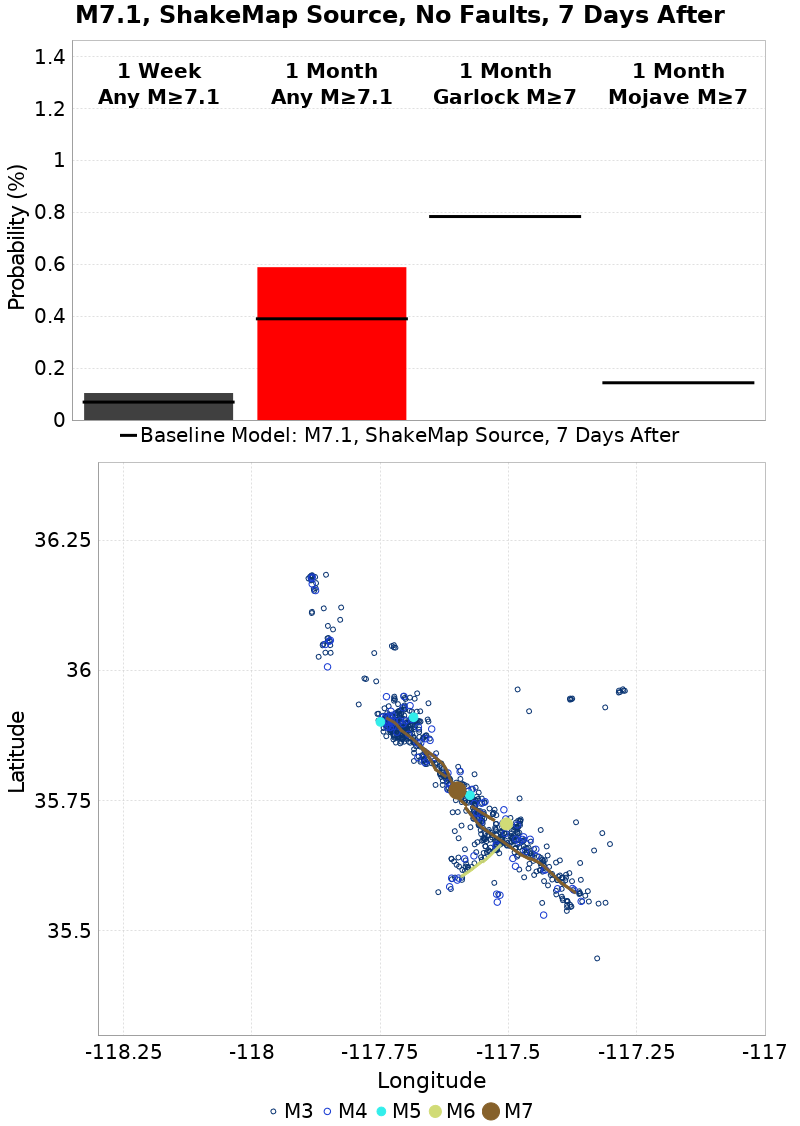 M7.1, ShakeMap Source, No Faults, 7 Days After
1 Week
Any M≥7.1
1 Month
Any M≥7.1
1 Month
Garlock M≥7
1 Month
Mojave M≥7
Probability (%)
1.4
1.2
1
0.8
0.6
0.4
0.2
0
Baseline Model: M7.1, ShakeMap Source, 7 Days After
Latitude
36.25
36
35.75
35.5
-118.25
-118
-117.75
-117.5
-117.25
-117
Longitude
M3
M4
M5
M6
M7